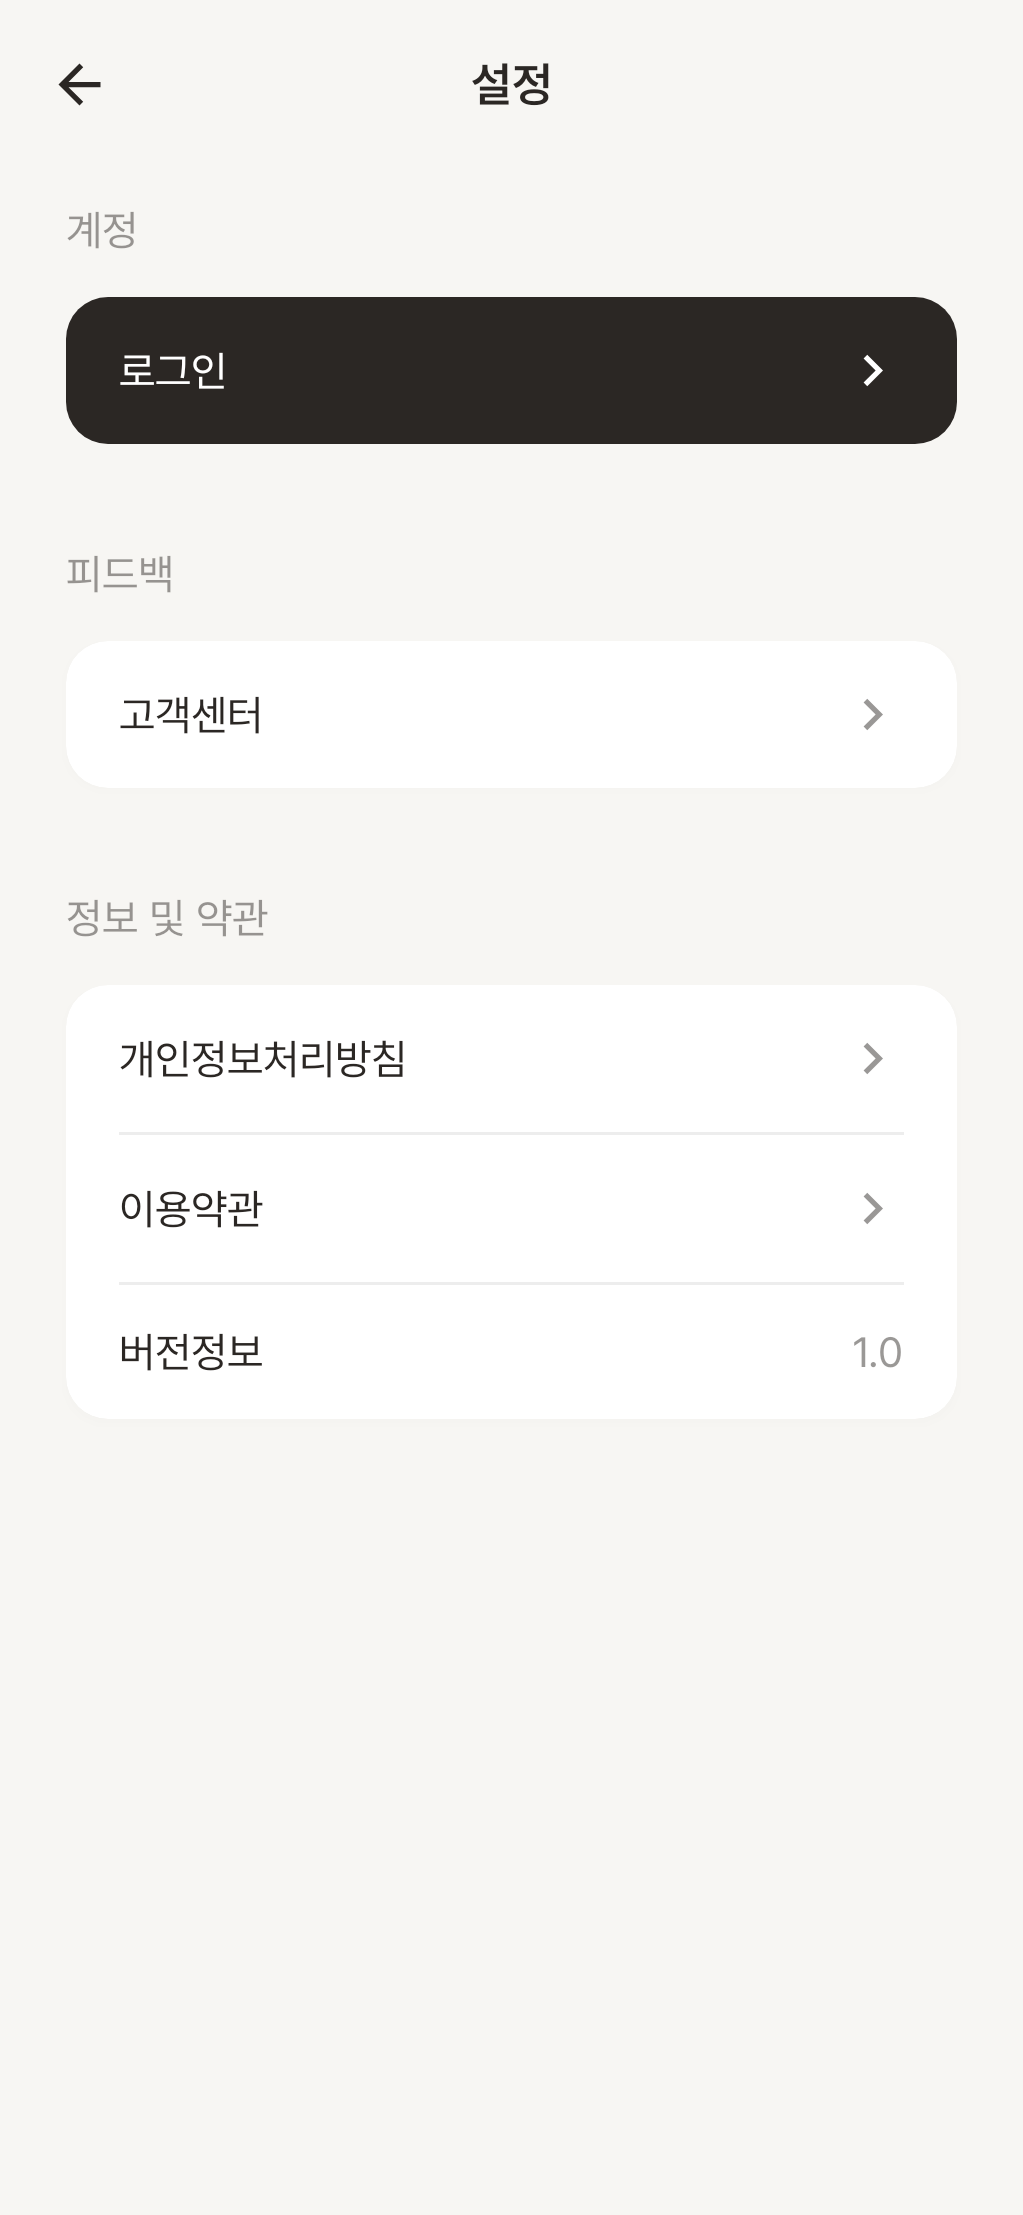 설정
계정
로그인
피드백
고객센터
정보 및 약관
개인정보처리방침
이용약관
버전정보 1.0